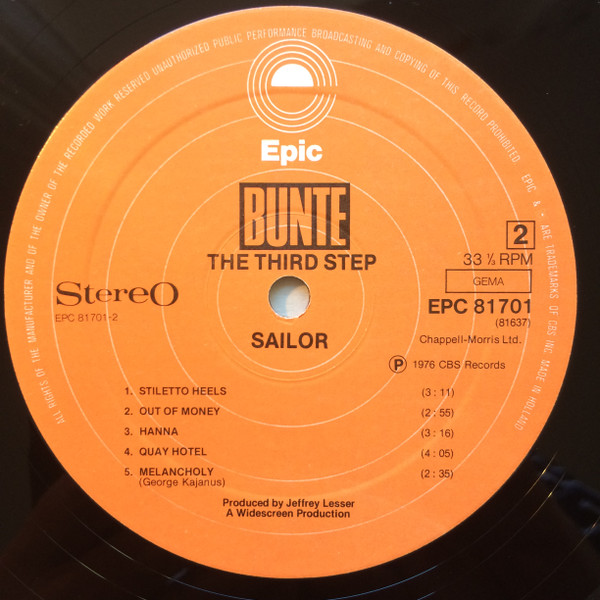 ALL RIGHTS OF THE MANUFACTURER AND OF THE OWNER OF THE RECORDED WORK RESERVED UNAUTHORIZED PUBLIC PERFORMANCE BROADCASTING AND COPYING OF THIS RECORD PROHIBITED. EPIC & - ARE TRADEMARKS OF CBS INC. MADE IN HOLLAND
Epic
BUNTE
THE THIRD STEP
2
33 ⅓ RPM
GEMA
Stereo
EPC 81701-2
EPC 81701
(81637)
SAILOR
Chappell-Morris Ltd.
℗ 1976 CBS Records
1. STILETTO HEELS (3 : 11)
2. OUT OF MONEY (2 : 55)
3. HANNA (3 : 16)
4. QUAY HOTEL (4 : 05)
5. MELANCHOLY (2 : 35)
(George Kajanus)
Produced by Jeffrey Lesser
A Widescreen Production